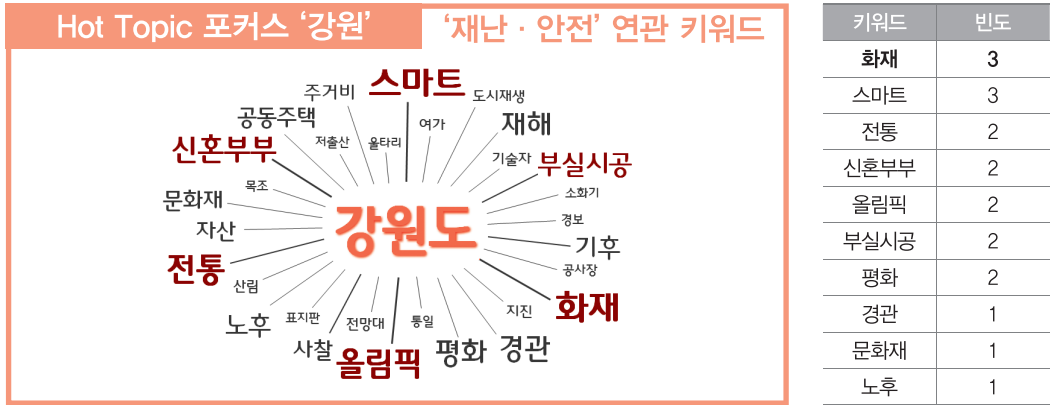 Hot Topic 포커스 ‘강원’
‘재난 · 안전’ 연관 키워드
스마트
주거비
도시재생
공동주택
여가
재해
저출산
울타리
신혼부부
기술자
부실시공
목조
소화기
문화재
강원도
경보
자산
기후
전통
공사장
산림
화재
지진
노후
표지판
전망대
통일
사찰
올림픽
평화
경관
키워드 빈도
화재 3
스마트 3
전통 2
신혼부부 2
올림픽 2
부실시공 2
평화 2
경관 1
문화재 1
노후 1